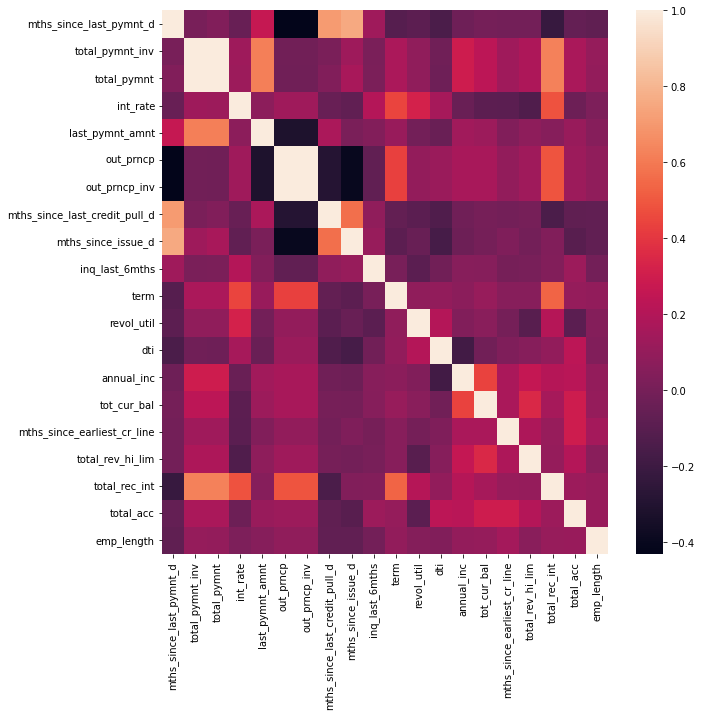 mths_since_last_pymnt_d
total_pymnt_inv
total_pymnt
int_rate
last_pymnt_amnt
out_prncp
out_prncp_inv
mths_since_last_credit_pull_d
mths_since_issue_d
inq_last_6mths
term
revol_util
dti
annual_inc
tot_cur_bal
mths_since_earliest_cr_line
total_rev_hi_lim
total_rec_int
total_acc
emp_length
mths_since_last_pymnt_d
total_pymnt_inv
total_pymnt
int_rate
last_pymnt_amnt
out_prncp
out_prncp_inv
mths_since_last_credit_pull_d
mths_since_issue_d
inq_last_6mths
term
revol_util
dti
annual_inc
tot_cur_bal
mths_since_earliest_cr_line
total_rev_hi_lim
total_rec_int
total_acc
emp_length
1.0
0.8
0.6
0.4
0.2
0.0
−0.2
−0.4